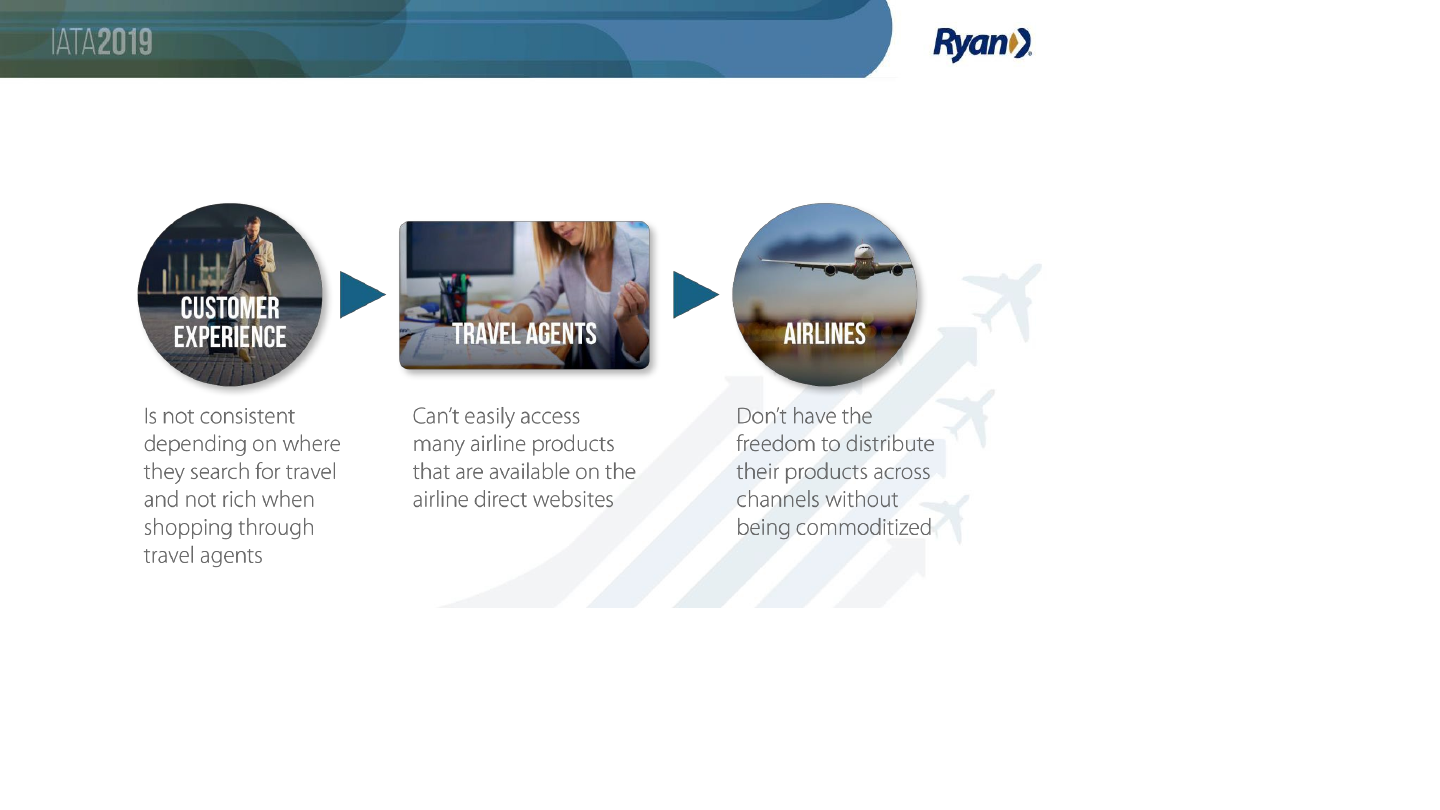 IATA2019
Ryan
CUSTOMER
EXPERIENCE
Is not consistent
depending on where
they search for travel
and not rich when
shopping through
travel agents
TRAVEL AGENTS
Can't easily access
many airline products
that are available on the
airline direct websites
AIRLINES
Don't have the
freedom to distribute
their products across
channels without
being commoditized